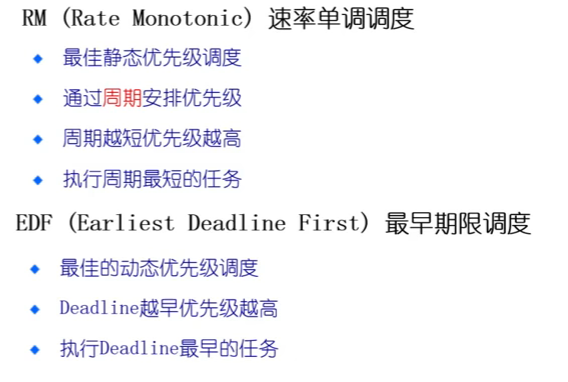 RM (Rate Monotonic) 速率单调调度
最佳静态优先级调度
通过周期安排优先级
周期越短优先级越高
执行周期最短的任务
EDF (Earliest Deadline First) 最早期限调度
最佳的动态优先级调度
Deadline越早优先级越高
执行Deadline最早的任务